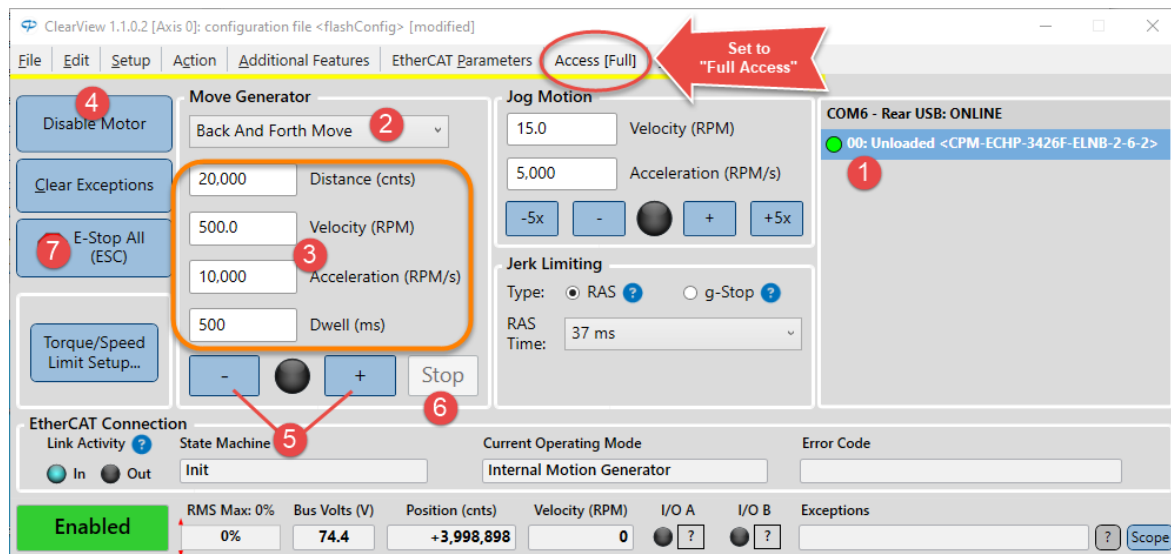 ClearView 1.1.0.2 [Axis 0]: configuration file <flashConfig> [modified]
File Edit Setup Action Additional Features EtherCAT Parameters Access [Full]
Set to
"Full Access"
4
Disable Motor
Clear Exceptions
7
E-Stop All
(ESC)
Torque/Speed
Limit Setup...
Move Generator
Back And Forth Move
2
20,000 Distance (cnts)
500.0 Velocity (RPM)
3
10,000 Acceleration (RPM/s)
500 Dwell (ms)
- + Stop
5
6
Jog Motion
15.0 Velocity (RPM)
5,000 Acceleration (RPM/s)
-5x - + +5x
Jerk Limiting
Type: RAS ? g-Stop ?
RAS
Time:
37 ms
COM6 - Rear USB: ONLINE
00: Unloaded <CPM-ECHP-3426F-ELNB-2-6-2>
1
EtherCAT Connection
Link Activity ? State Machine Current Operating Mode Error Code
In Out Init Internal Motion Generator
Enabled
RMS Max: 0% Bus Volts (V) Position (cnts) Velocity (RPM) I/O A I/O B Exceptions
0% 74.4 +3,998,898 0 ? ? ? Scope